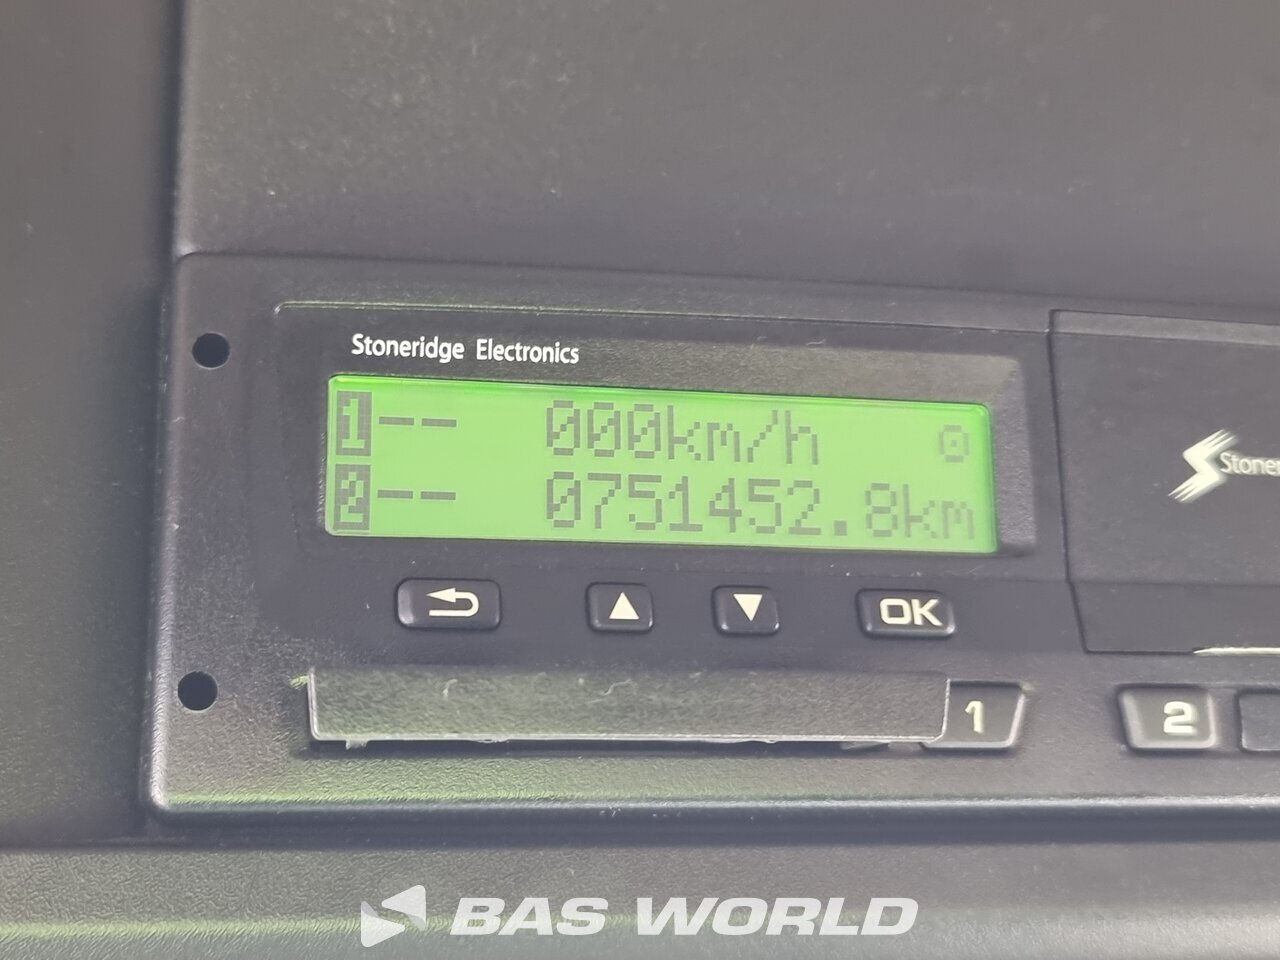 Stoneridge Electronics
1-- 000km/h
2-- 0751452.8km
Stoner
OK
1
2
BAS WORLD